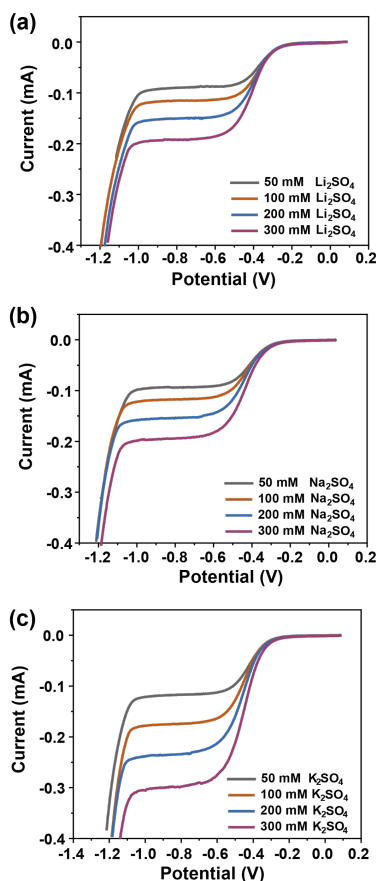 (a)
0.0
-0.1
-0.2
-0.3
-0.4
Current (mA)
50 mM Li₂SO₄
100 mM Li₂SO₄
200 mM Li₂SO₄
300 mM Li₂SO₄
-1.2 -1.0 -0.8 -0.6 -0.4 -0.2 0.0 0.2
Potential (V)
(b)
0.0
-0.1
-0.2
-0.3
-0.4
Current (mA)
50 mM Na₂SO₄
100 mM Na₂SO₄
200 mM Na₂SO₄
300 mM Na₂SO₄
-1.2 -1.0 -0.8 -0.6 -0.4 -0.2 0.0 0.2
Potential (V)
(c)
0.0
-0.1
-0.2
-0.3
-0.4
Current (mA)
50 mM K₂SO₄
100 mM K₂SO₄
200 mM K₂SO₄
300 mM K₂SO₄
-1.4 -1.2 -1.0 -0.8 -0.6 -0.4 -0.2 0.0 0.2
Potential (V)